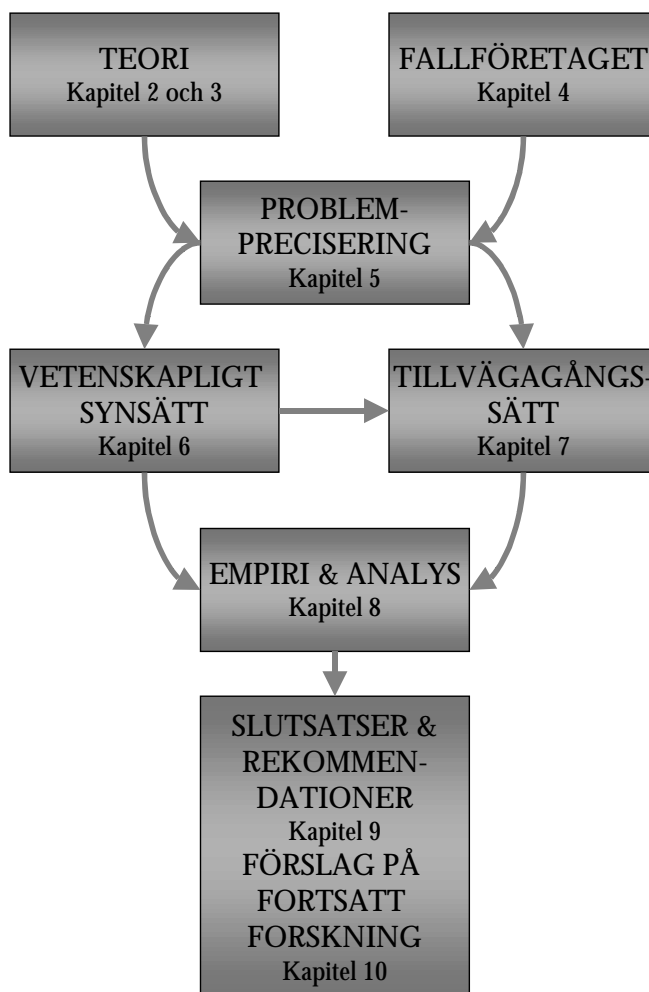 TEORI
Kapitel 2 och 3
FALLFÖRETAGET
Kapitel 4
PROBLEM-
PRECISERING
Kapitel 5
VETENSKAPLIGT
SYNSÄTT
Kapitel 6
TILLVÄGAGÅNGS-
SÄTT
Kapitel 7
EMPIRI & ANALYS
Kapitel 8
SLUTSATSER &
REKOMMEN-
DATIONER
Kapitel 9
FÖRSLAG PÅ
FORTSATT
FORSKNING
Kapitel 10